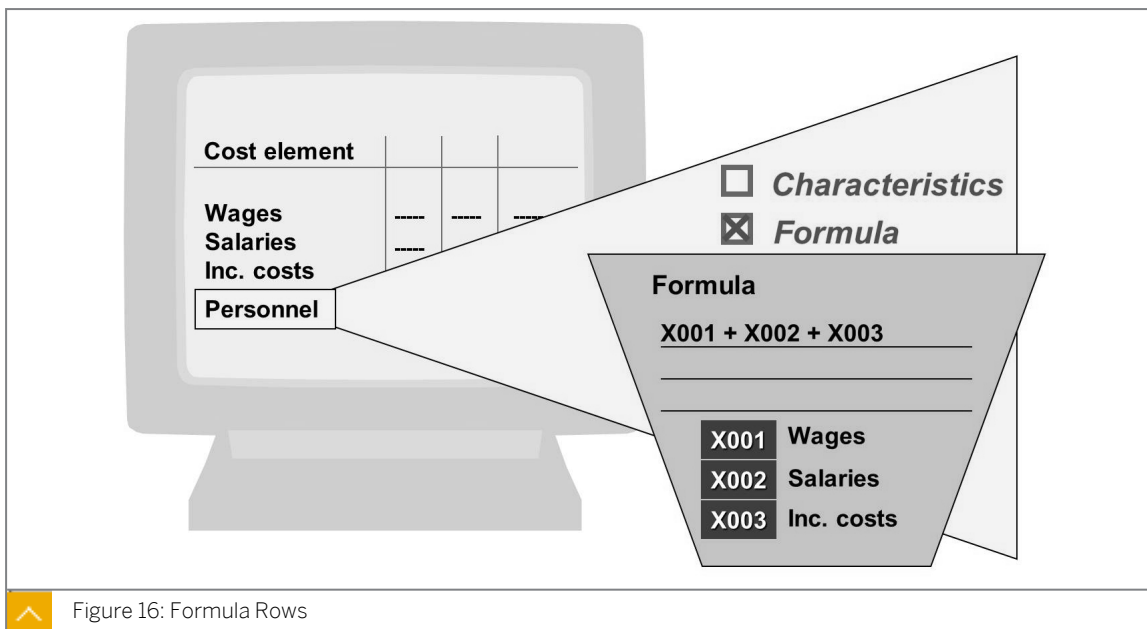 Cost element
Wages
Salaries
Inc. costs
Personnel
Characteristics
Formula
Formula
X001 + X002 + X003
X001 Wages
X002 Salaries
X003 Inc. costs
Figure 16: Formula Rows